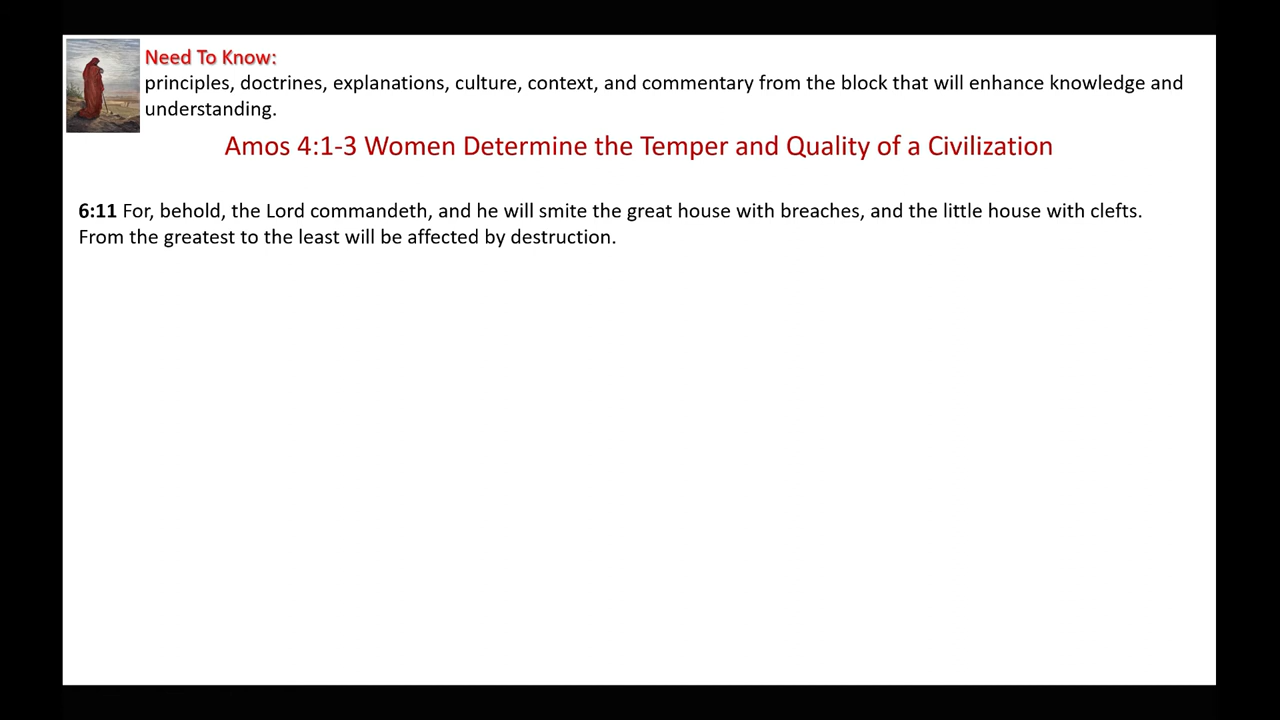 Need To Know:
principles, doctrines, explanations, culture, context, and commentary from the block that will enhance knowledge and
understanding.
Amos 4:1-3 Women Determine the Temper and Quality of a Civilization
6:11 For, behold, the Lord commandeth, and he will smite the great house with breaches, and the little house with clefts.
From the greatest to the least will be affected by destruction.